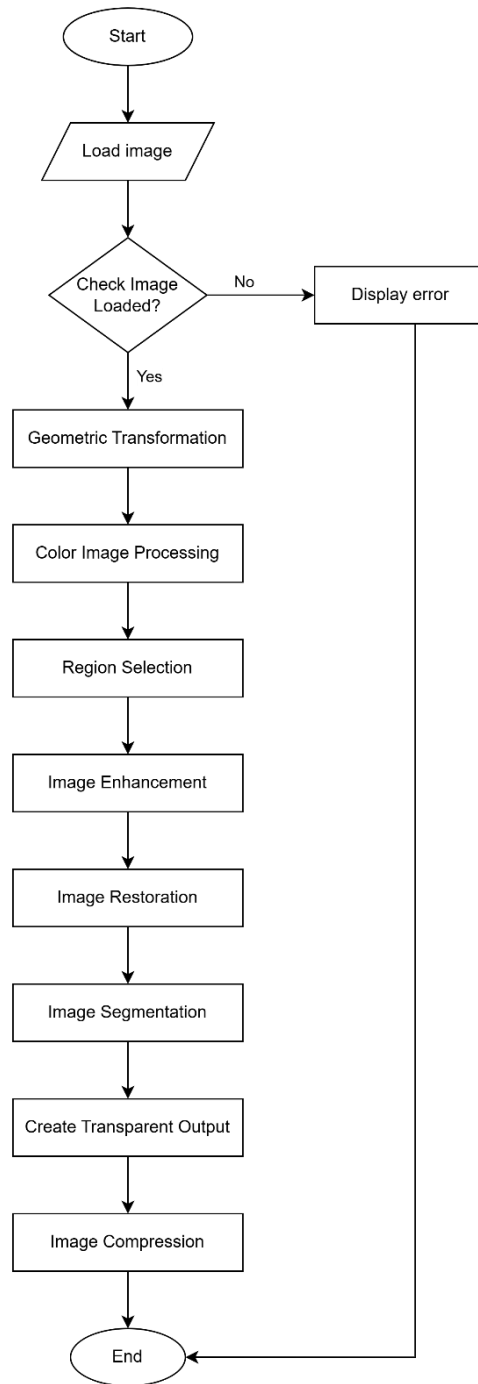 Start
Load image
Check Image
Loaded?
No
Display error
Yes
Geometric Transformation
Color Image Processing
Region Selection
Image Enhancement
Image Restoration
Image Segmentation
Create Transparent Output
Image Compression
End